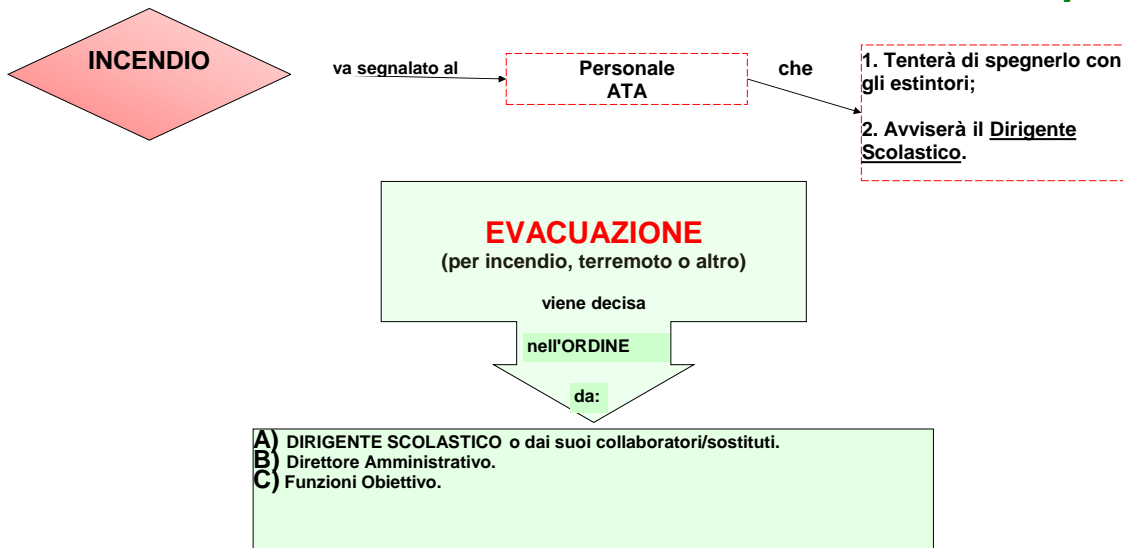 INCENDIO
va segnalato al
Personale
ATA
che
1. Tenterà di spegnerlo con
gli estintori;
2. Avviserà il Dirigente
Scolastico.
EVACUAZIONE
(per incendio, terremoto o altro)
viene decisa
nell'ORDINE
da:
A) DIRIGENTE SCOLASTICO o dai suoi collaboratori/sostituti.
B) Direttore Amministrativo.
C) Funzioni Obiettivo.